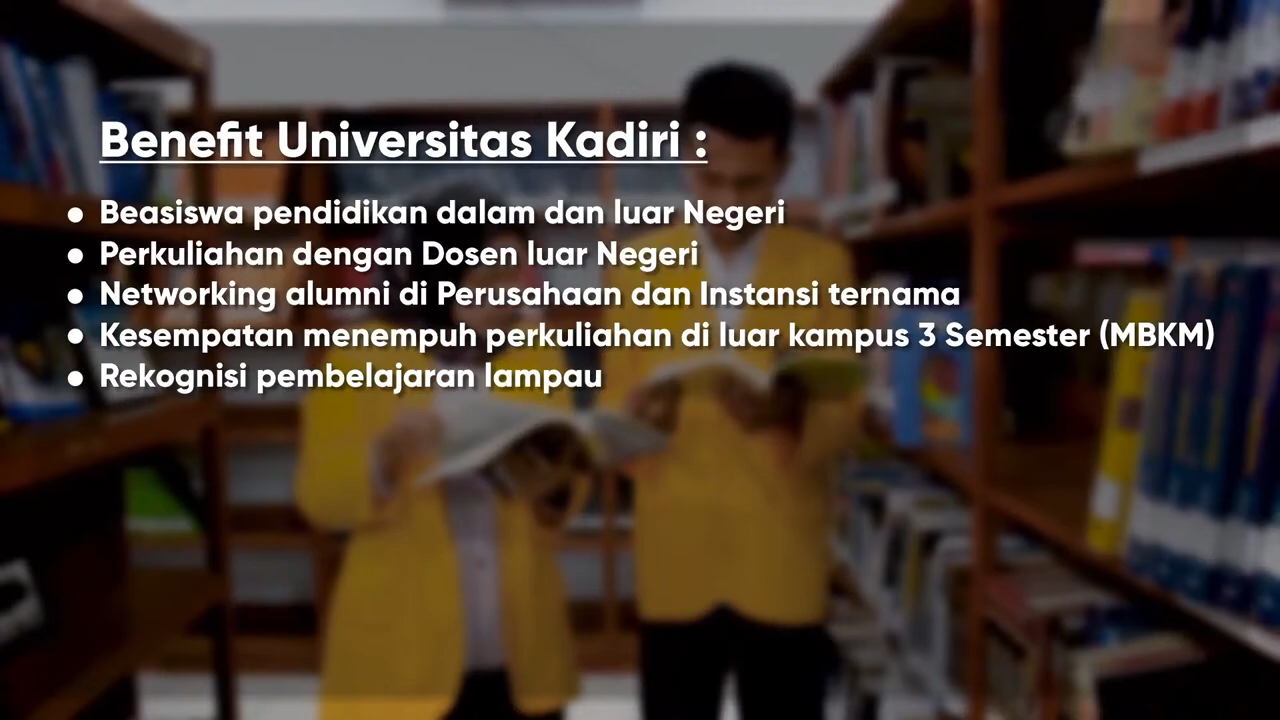 Benefit Universitas Kadiri :
● Beasiswa pendidikan dalam dan luar Negeri
● Perkuliahan dengan Dosen luar Negeri
● Networking alumni di Perusahaan dan Instansi ternama
● Kesempatan menempuh perkuliahan di luar kampus 3 Semester (MBKM)
● Rekognisi pembelajaran lampau